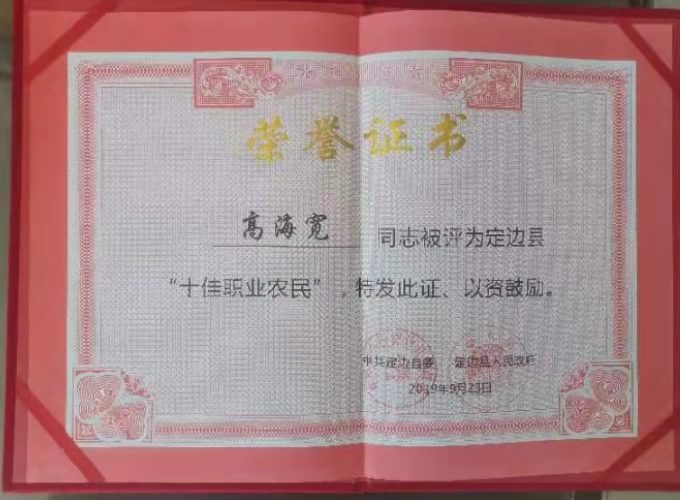 荣誉证书
高海宽 同志被评为定边县
“十佳职业农民”，特发此证、以资鼓励。
中共定边县委 定边县人民政府
2019年9月23日